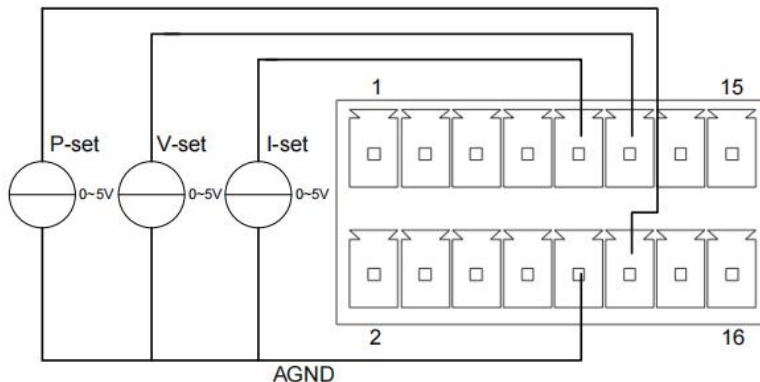 1 15
P-set V-set I-set
0~5V 0~5V 0~5V
2 16
AGND